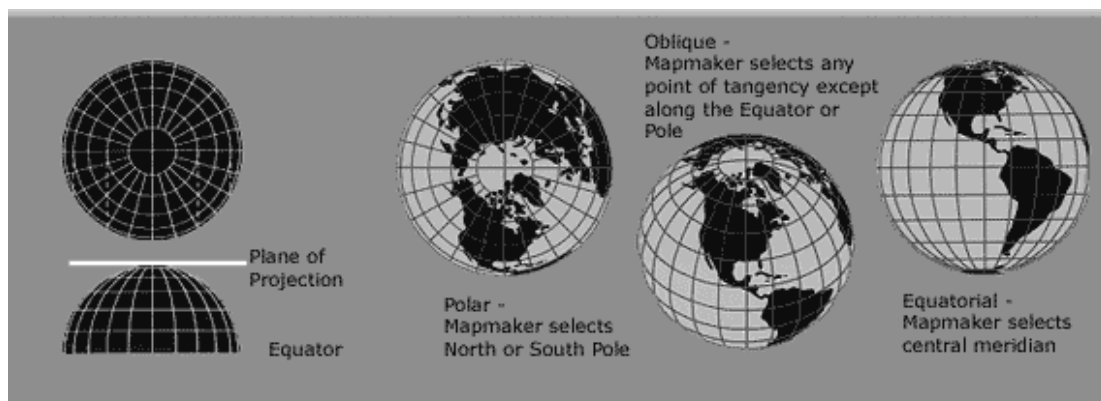 Plane of
Projection
Equator
Polar -
Mapmaker selects
North or South Pole
Oblique -
Mapmaker selects any
point of tangency except
along the Equator or
Pole
Equatorial -
Mapmaker selects
central meridian